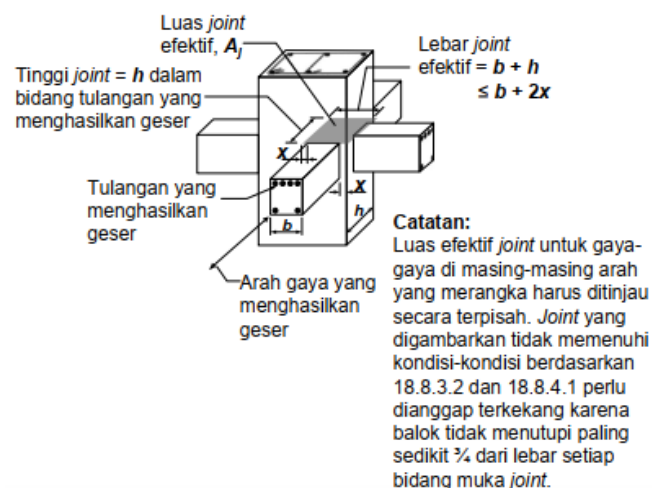 Luas joint
efektif, Aj
Tinggi joint = h dalam
bidang tulangan yang
menghasilkan geser
Lebar joint
efektif = b + h
≤ b + 2x
X
X
h
b
Tulangan yang
menghasilkan
geser
Arah gaya yang
menghasilkan
geser
Catatan:
Luas efektif joint untuk gaya-
gaya di masing-masing arah
yang merangka harus ditinjau
secara terpisah. Joint yang
digambarkan tidak memenuhi
kondisi-kondisi berdasarkan
18.8.3.2 dan 18.8.4.1 perlu
dianggap terkekang karena
balok tidak menutupi paling
sedikit ¾ dari lebar setiap
bidang muka joint.